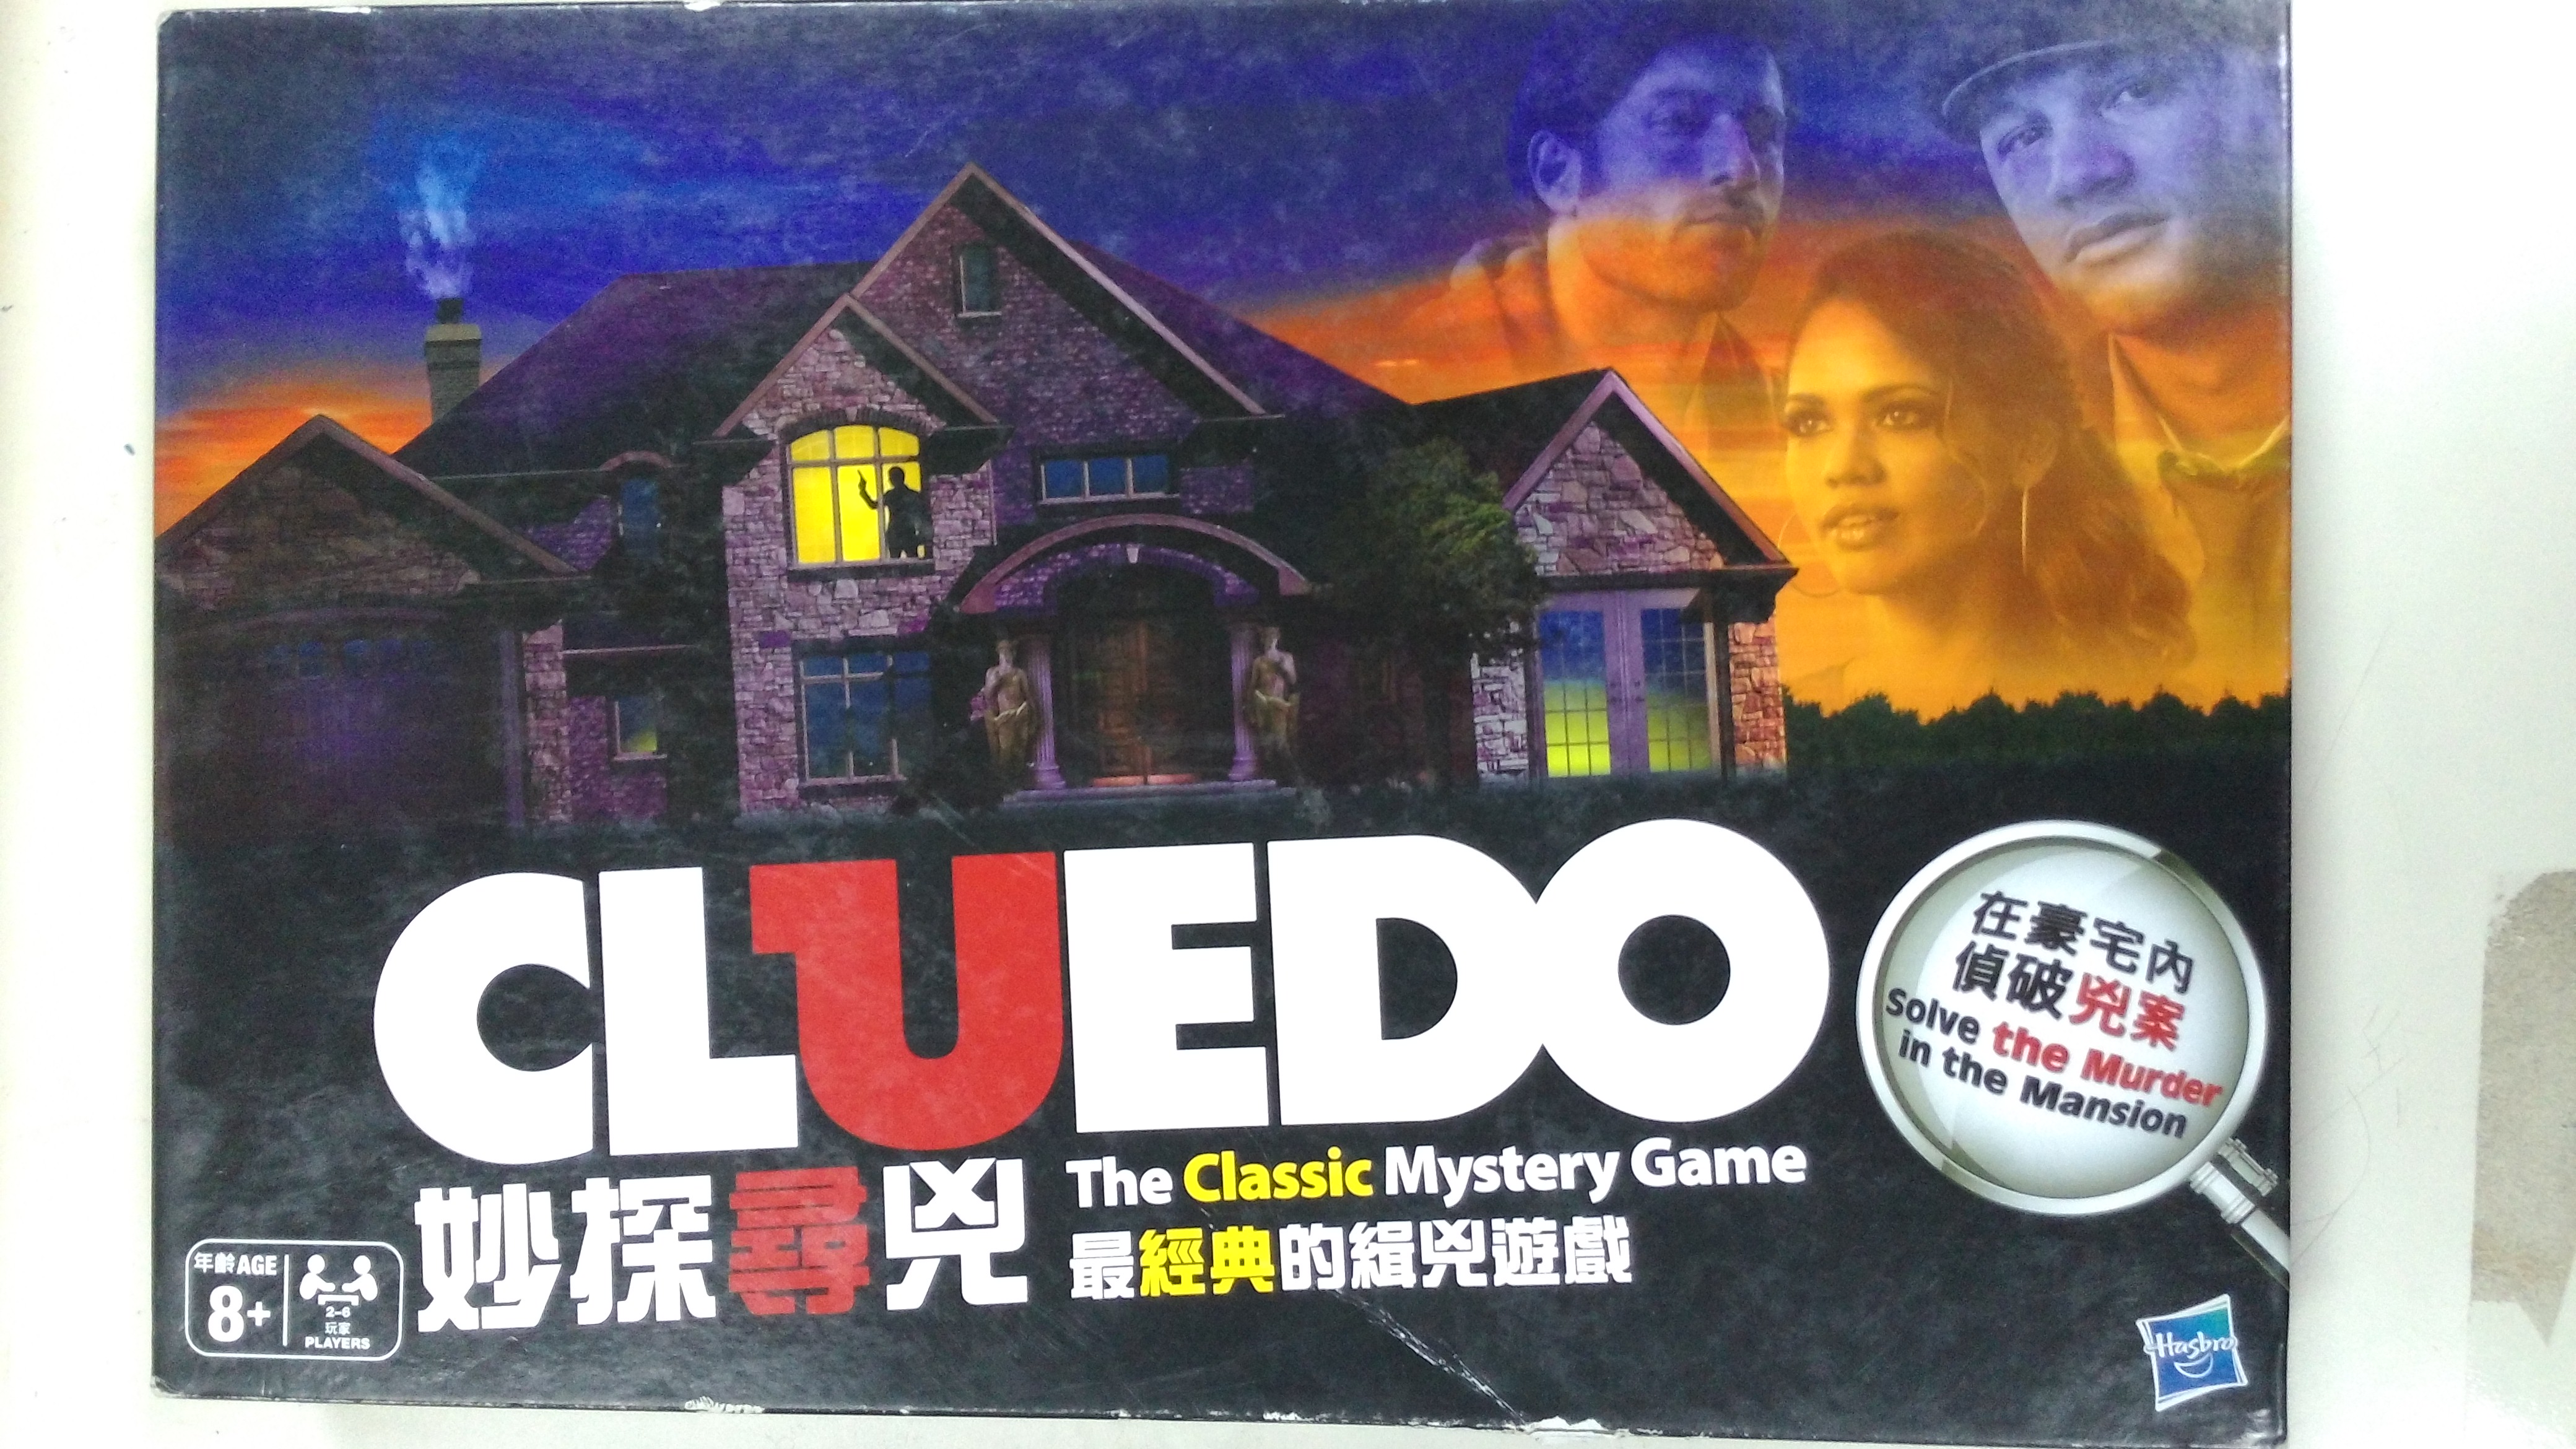 CLUEDO
妙探尋兇
The Classic Mystery Game
最經典的緝兇遊戲
在豪宅內
偵破兇案
Solve the Murder
in the Mansion
年齡AGE
8+
2-6
玩家
PLAYERS
Hasbro